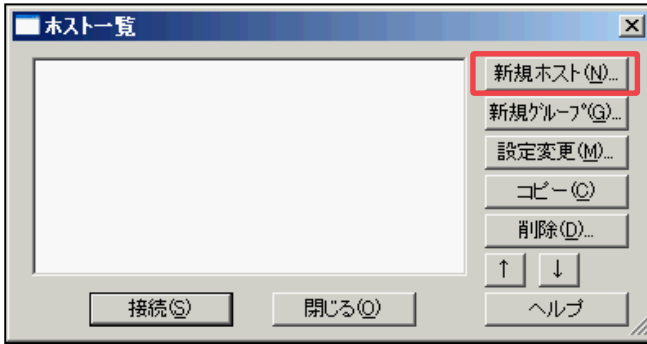 ホスト一覧
新規ホスト(N)...
新規ｸﾞﾙｰﾌﾟ(G)...
設定変更(M)...
コピー(C)
削除(D)...
↑ ↓
接続(S) 閉じる(O) ヘルプ